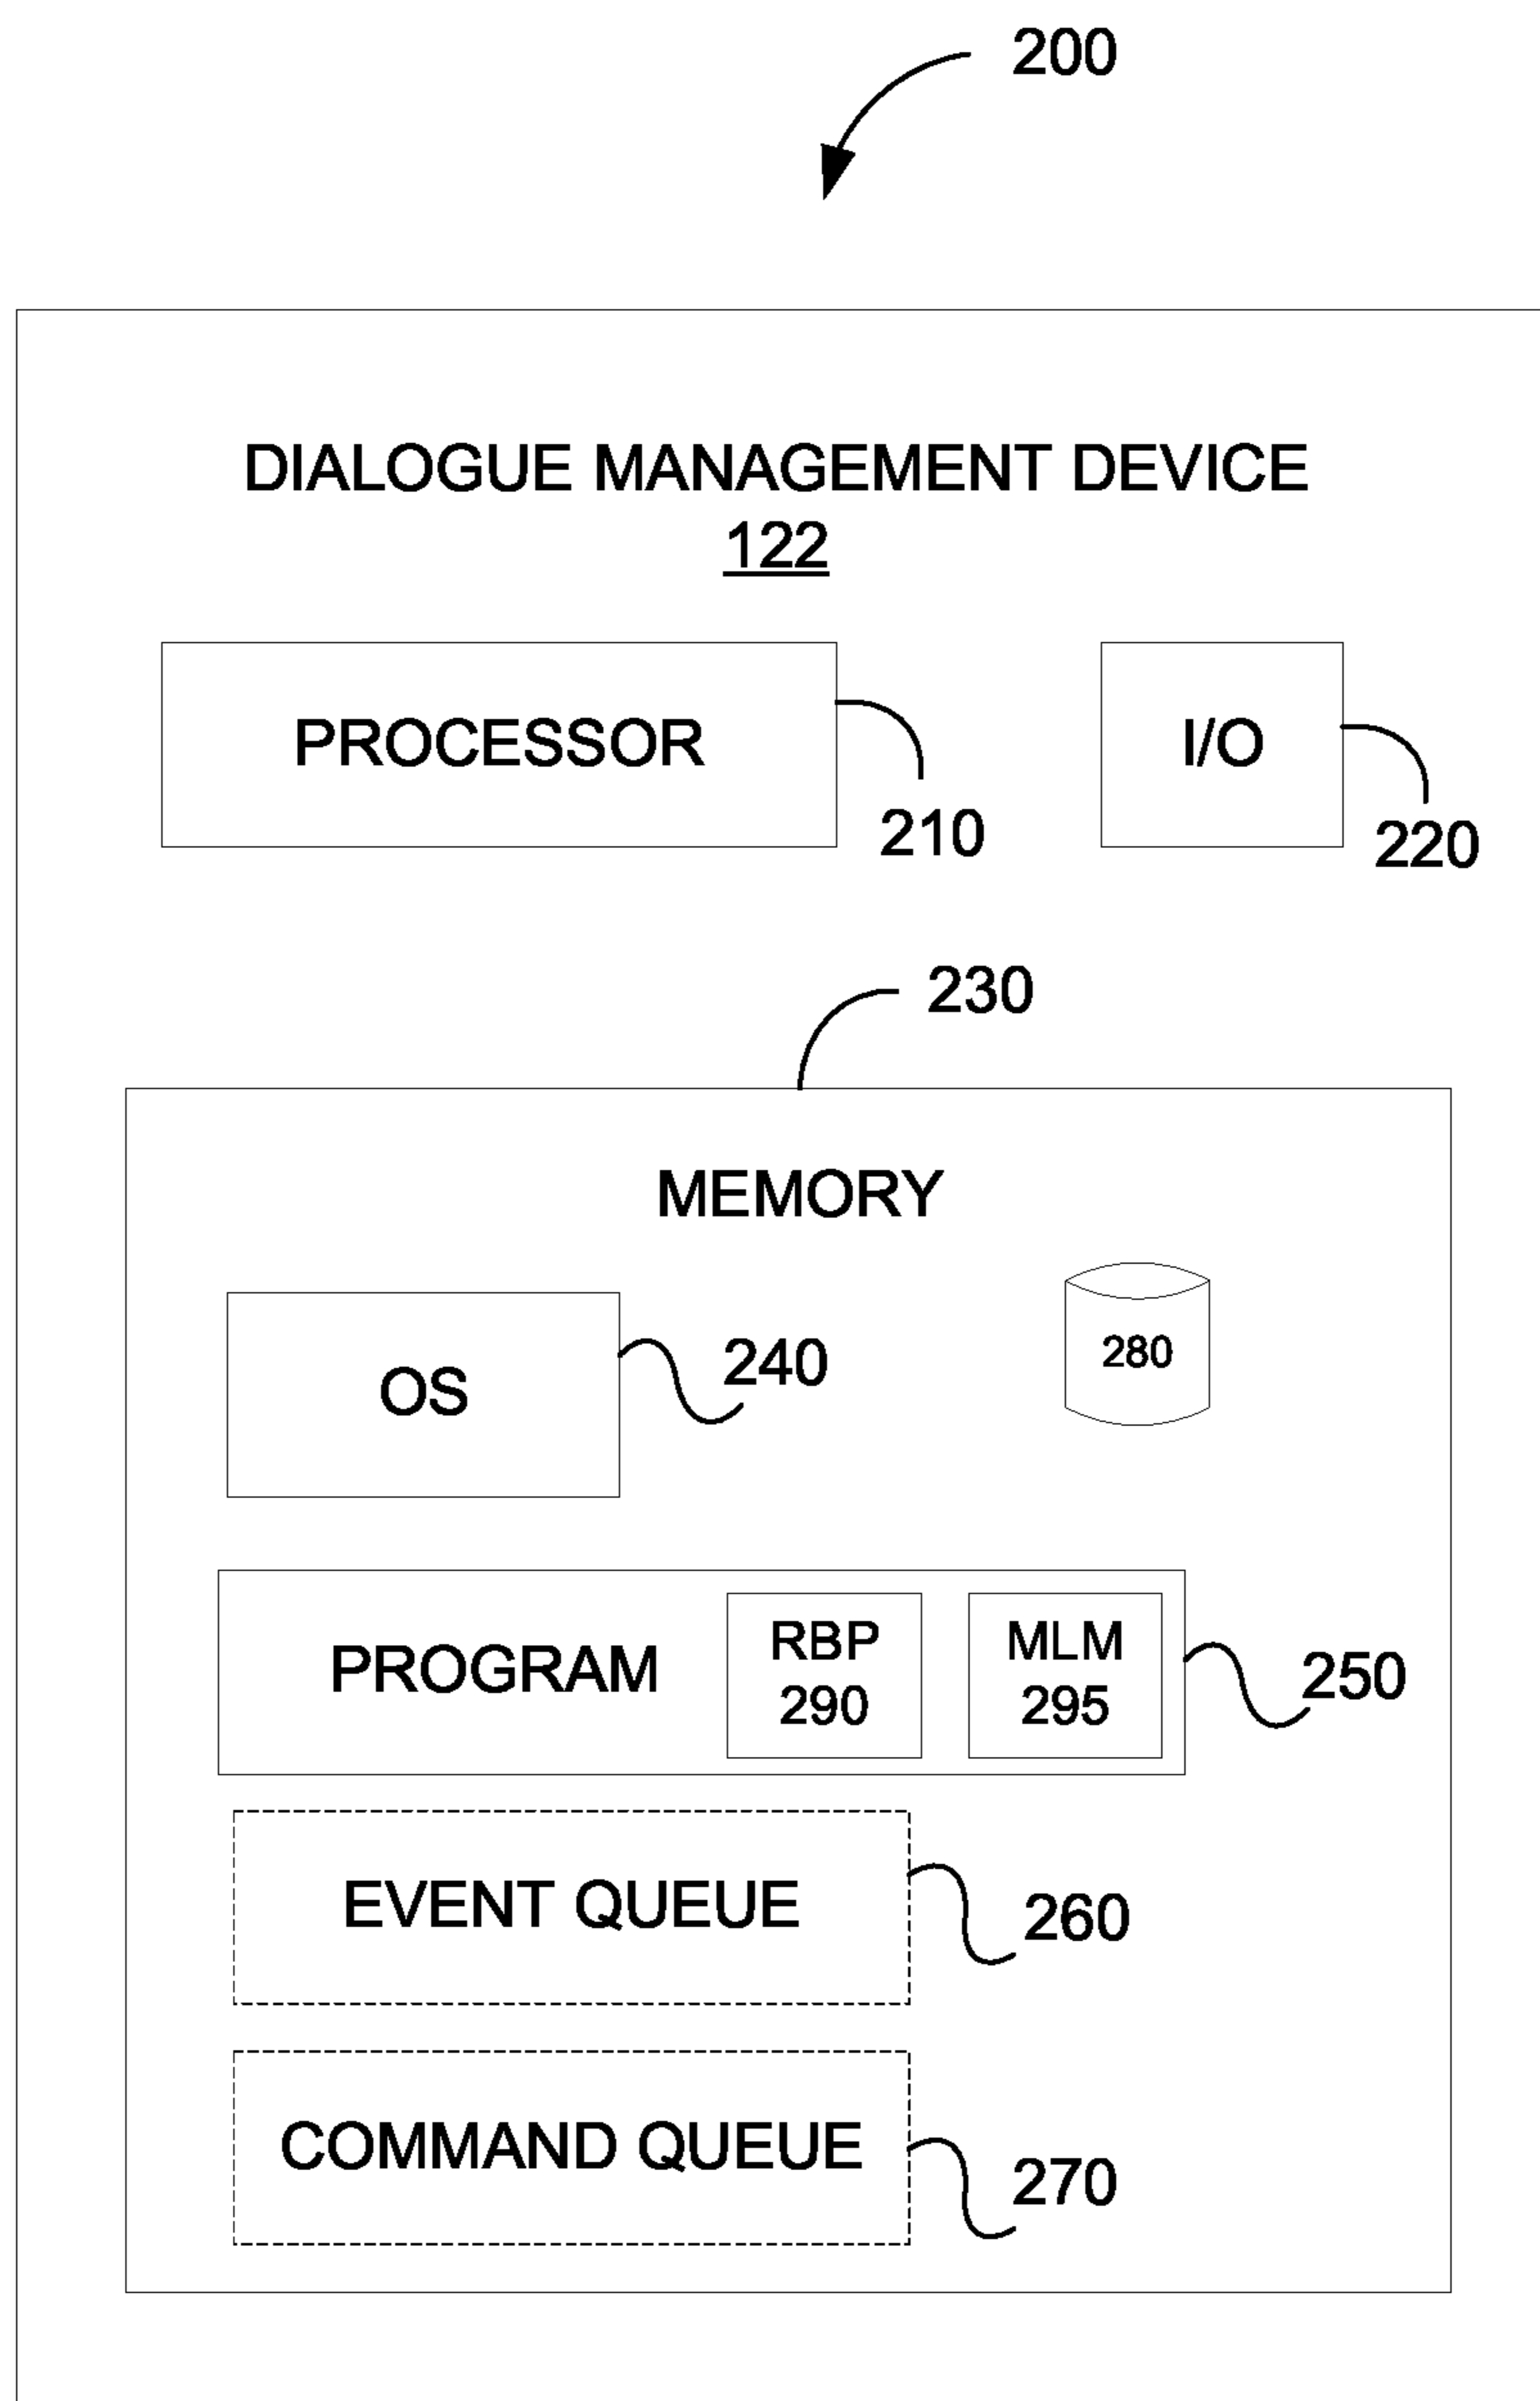 200
DIALOGUE MANAGEMENT DEVICE
122
PROCESSOR
I/O
210
220
230
MEMORY
OS
240
280
PROGRAM
RBP
290
MLM
295
250
EVENT QUEUE
260
COMMAND QUEUE
270